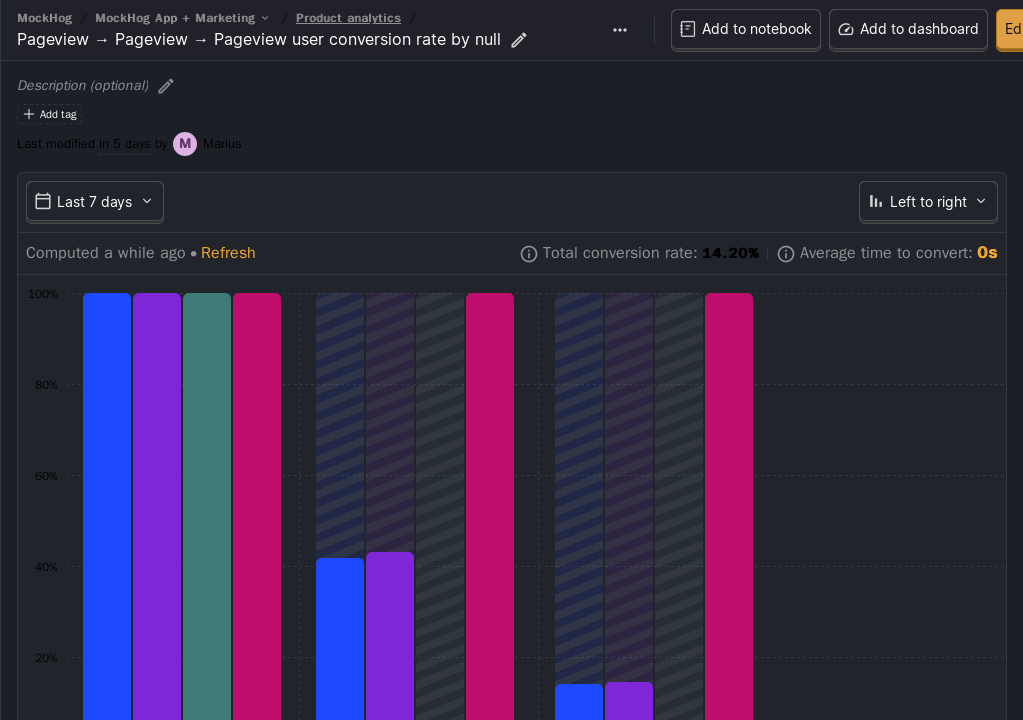 MockHog / MockHog App + Marketing / Product analytics /
Pageview → Pageview → Pageview user conversion rate by null
Add to notebook
Add to dashboard
Ed
Description (optional)
Add tag
Last modified in 5 days by M Marius
Last 7 days
Left to right
Computed a while ago • Refresh
Total conversion rate: 14.20%
Average time to convert: 0s
100%
80%
60%
40%
20%